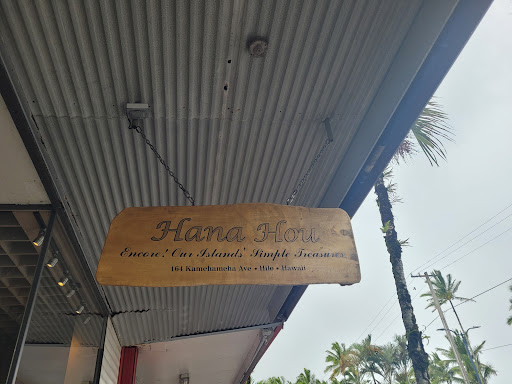 Hana Hou
Encore! Our Islands' Simple Treasures
164 Kamehameha Ave • Hilo • Hawaii